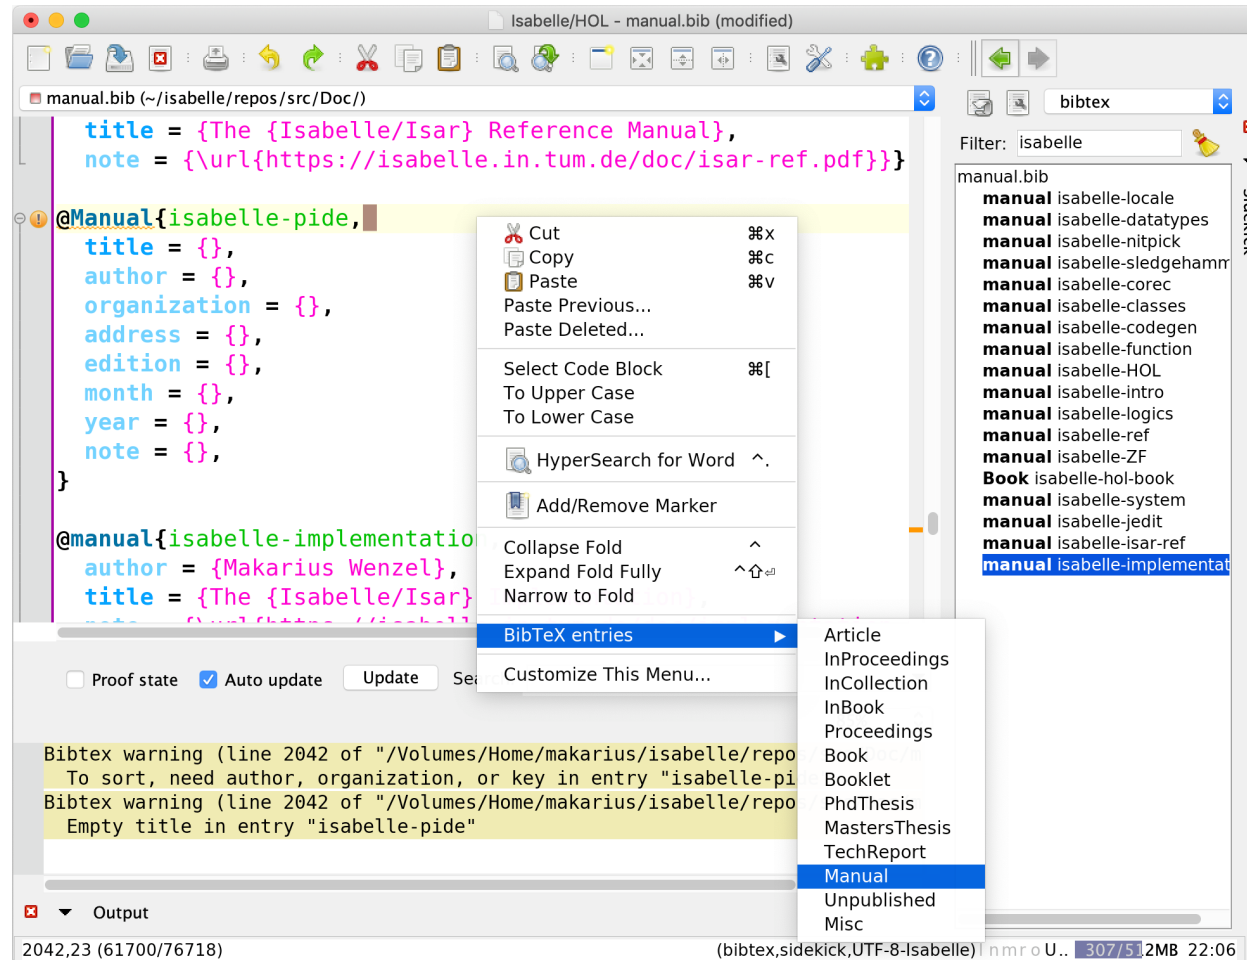 Isabelle/HOL - manual.bib (modified)
manual.bib (~/isabelle/repos/src/Doc/)
title = {The {Isabelle/Isar} Reference Manual},
note = {\url{https://isabelle.in.tum.de/doc/isar-ref.pdf}}}
@Manual{isabelle-pide,
title = {},
author = {},
organization = {},
address = {},
edition = {},
month = {},
year = {},
note = {},
}
@manual{isabelle-implementation
author = {Makarius Wenzel},
title = {The {Isabelle/Isar}
Cut ⌘x
Copy ⌘c
Paste ⌘v
Paste Previous...
Paste Deleted...
Select Code Block ⌘[
To Upper Case
To Lower Case
HyperSearch for Word ^.
Add/Remove Marker
Collapse Fold ^
Expand Fold Fully ^⇧⏎
Narrow to Fold
BibTeX entries
Customize This Menu...
Article
InProceedings
InCollection
InBook
Proceedings
Book
Booklet
PhdThesis
MastersThesis
TechReport
Manual
Unpublished
Misc
bibtex
Filter: isabelle
manual.bib
manual isabelle-locale
manual isabelle-datatypes
manual isabelle-nitpick
manual isabelle-sledgehamm
manual isabelle-corec
manual isabelle-classes
manual isabelle-codegen
manual isabelle-function
manual isabelle-HOL
manual isabelle-intro
manual isabelle-logics
manual isabelle-ref
manual isabelle-ZF
Book isabelle-hol-book
manual isabelle-system
manual isabelle-jedit
manual isabelle-isar-ref
manual isabelle-implementat
Proof state
Auto update
Update
Bibtex warning (line 2042 of "/Volumes/Home/makarius/isabelle/repo
To sort, need author, organization, or key in entry "isabelle-pi
Bibtex warning (line 2042 of "/Volumes/Home/makarius/isabelle/repo
Empty title in entry "isabelle-pide"
Output
2042,23 (61700/76718)
(bibtex,sidekick,UTF-8-Isabelle) n m r o U.. 307/512MB 22:06